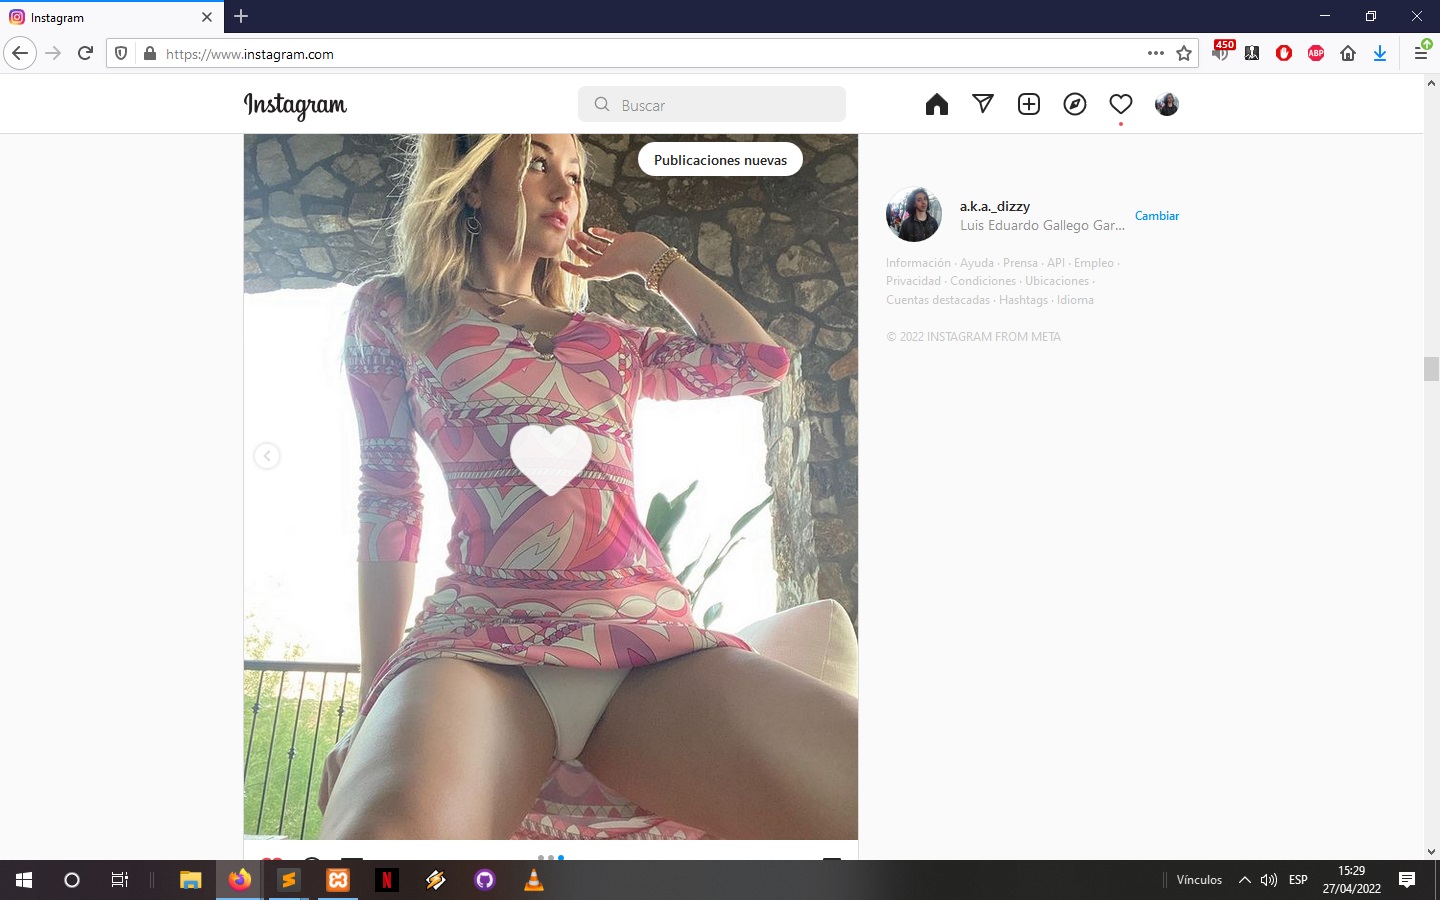 Instagram
450
https://www.instagram.com
ABP
Instagram
Buscar
Publicaciones nuevas
a.k.a._dizzy
Luis Eduardo Gallego Gar...
Cambiar
Información · Ayuda · Prensa · API · Empleo ·
Privacidad · Condiciones · Ubicaciones ·
Cuentas destacadas · Hashtags · Idioma
© 2022 INSTAGRAM FROM META
Vínculos
ESP
15:29
27/04/2022